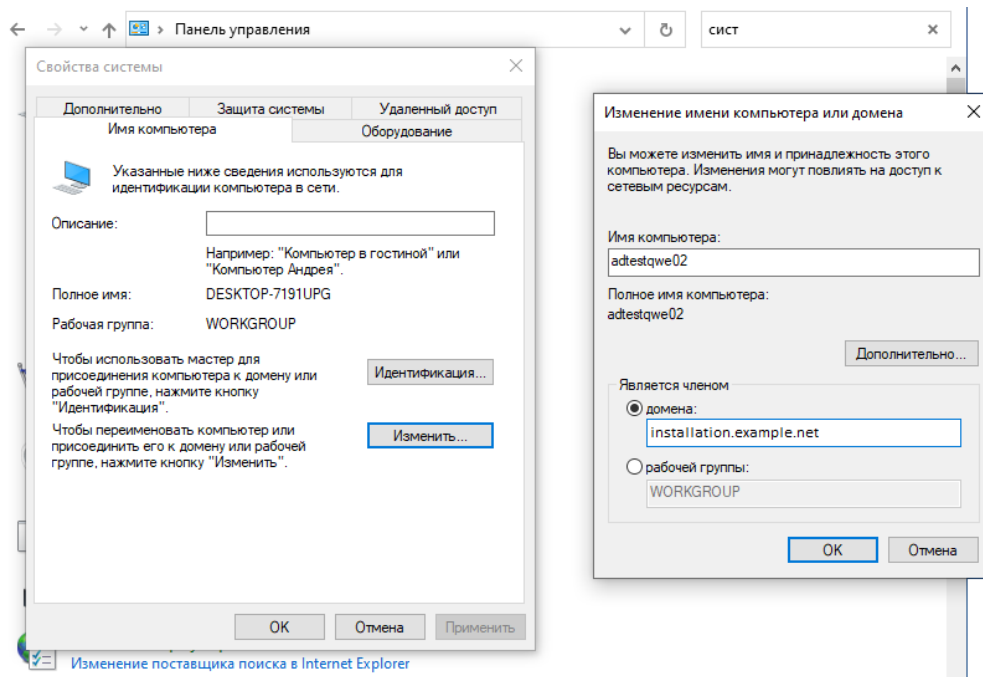 Панель управления
сист
Свойства системы
Дополнительно
Защита системы
Удаленный доступ
Имя компьютера
Оборудование
Указанные ниже сведения используются для
идентификации компьютера в сети.
Описание:
Например: "Компьютер в гостиной" или
"Компьютер Андрея".
Полное имя:
DESKTOP-7191UPG
Рабочая группа:
WORKGROUP
Чтобы использовать мастер для
присоединения компьютера к домену или
рабочей группе, нажмите кнопку
"Идентификация".
Идентификация...
Чтобы переименовать компьютер или
присоединить его к домену или рабочей
группе, нажмите кнопку "Изменить".
Изменить...
ОК
Отмена
Применить
Изменение поставщика поиска в Internet Explorer
Изменение имени компьютера или домена
Вы можете изменить имя и принадлежность этого
компьютера. Изменения могут повлиять на доступ к
сетевым ресурсам.
Имя компьютера:
adtestqwe02
Полное имя компьютера:
adtestqwe02
Дополнительно...
Является членом
домена:
installation.example.net
рабочей группы:
WORKGROUP
ОК
Отмена